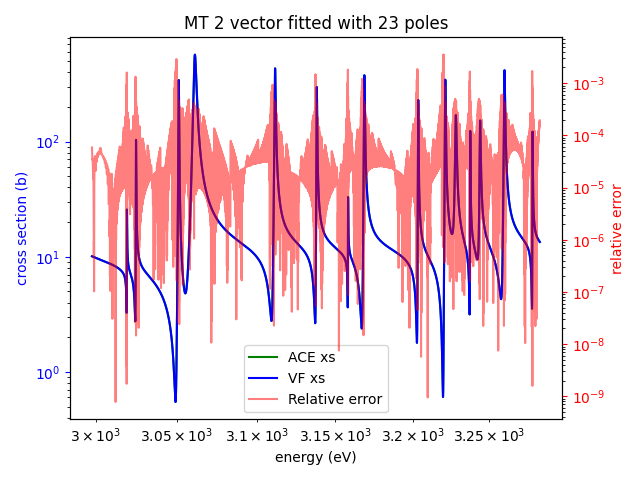 MT 2 vector fitted with 23 poles
cross section (b)
10² 10¹ 10⁰
10⁻³ 10⁻⁴ 10⁻⁵ 10⁻⁶ 10⁻⁷ 10⁻⁸ 10⁻⁹
relative error
ACE xs
VF xs
Relative error
3 × 10³ 3.05 × 10³ 3.1 × 10³ 3.15 × 10³ 3.2 × 10³ 3.25 × 10³
energy (eV)